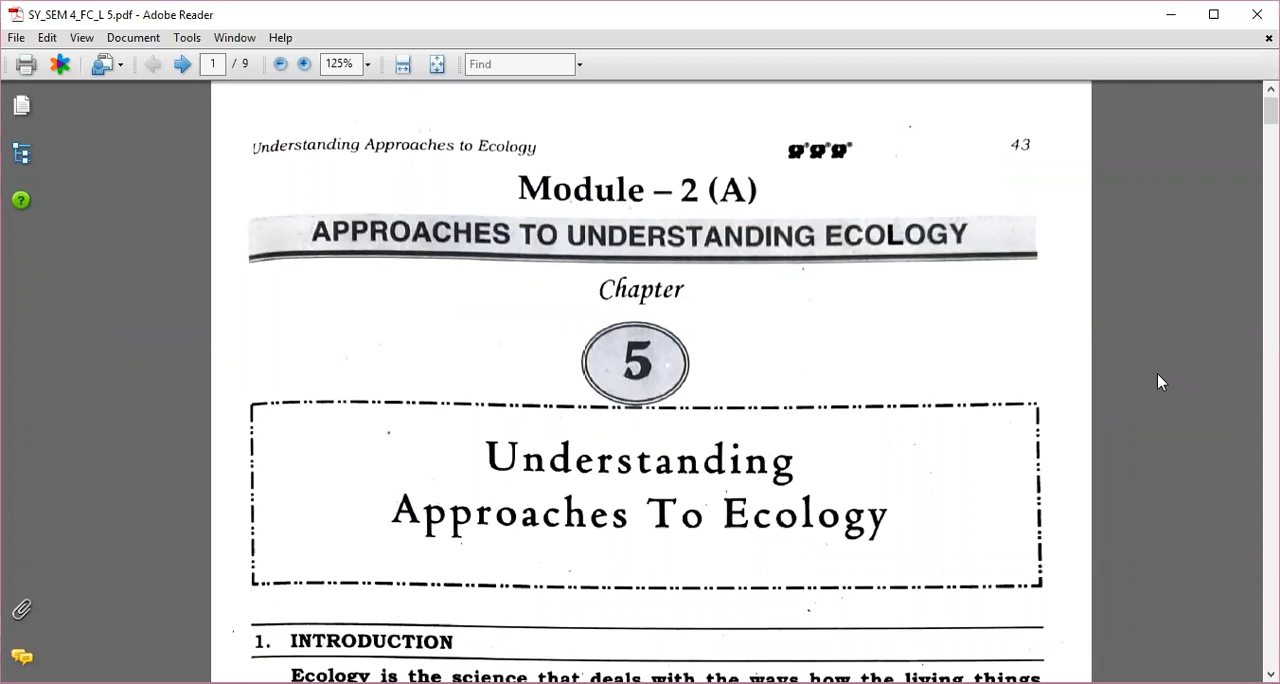 SY_SEM 4_FC_L 5.pdf - Adobe Reader
File Edit View Document Tools Window Help
1 / 9 125% Find
Understanding Approaches to Ecology 43
Module – 2 (A)
APPROACHES TO UNDERSTANDING ECOLOGY
Chapter
5
Understanding
Approaches To Ecology
1. INTRODUCTION
Ecology is the science that deals with the ways how the living things